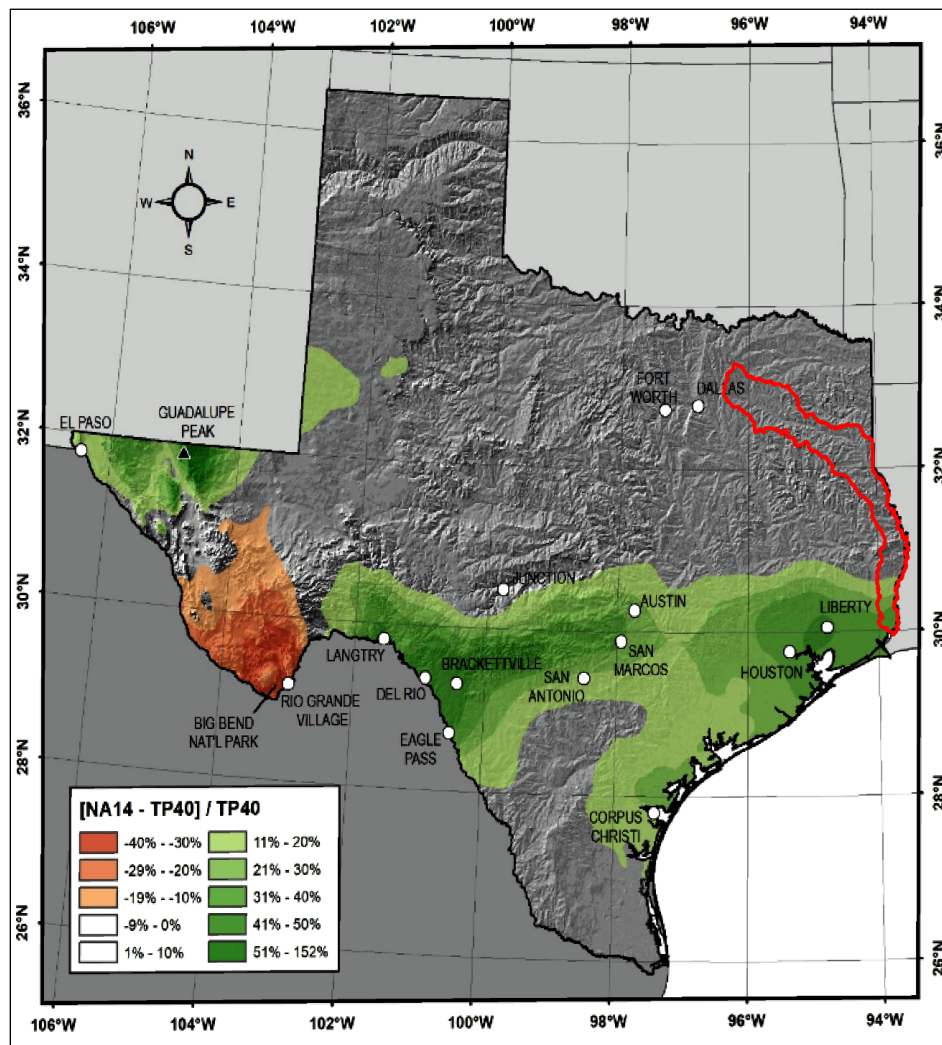 106°W
104°W
102°W
100°W
98°W
96°W
94°W
36°N
36°N
N
W
E
S
34°N
34°N
FORT
WORTH
DALLAS
EL PASO
GUADALUPE
PEAK
32°N
32°N
30°N
30°N
JUNCTION
AUSTIN
LIBERTY
LANGTRY
BRACKETTVILLE
SAN
MARCOS
HOUSTON
SAN
ANTONIO
DEL RIO
RIO GRANDE
VILLAGE
BIG BEND
NAT'L PARK
EAGLE
PASS
28°N
28°N
CORPUS
CHRISTI
[NA14 - TP40] / TP40
-40% - -30%
-29% - -20%
-19% - -10%
-9% - 0%
1% - 10%
11% - 20%
21% - 30%
31% - 40%
41% - 50%
51% - 152%
26°N
26°N
106°W
104°W
102°W
100°W
98°W
96°W
94°W